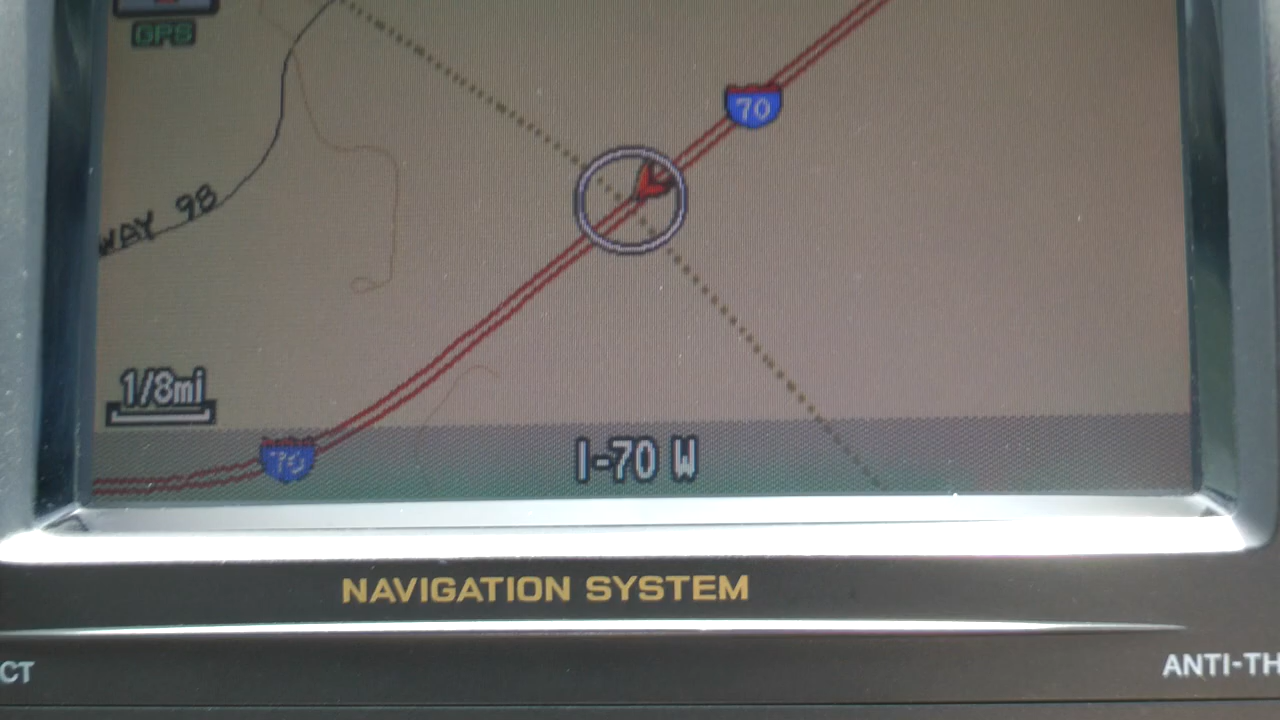 GPS
70
WAY 98
1/8mi
70
I-70 W
NAVIGATION SYSTEM
CT
ANTI-TH